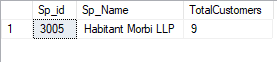 Sp_id Sp_Name TotalCustomers
1 3005 Habitant Morbi LLP 9